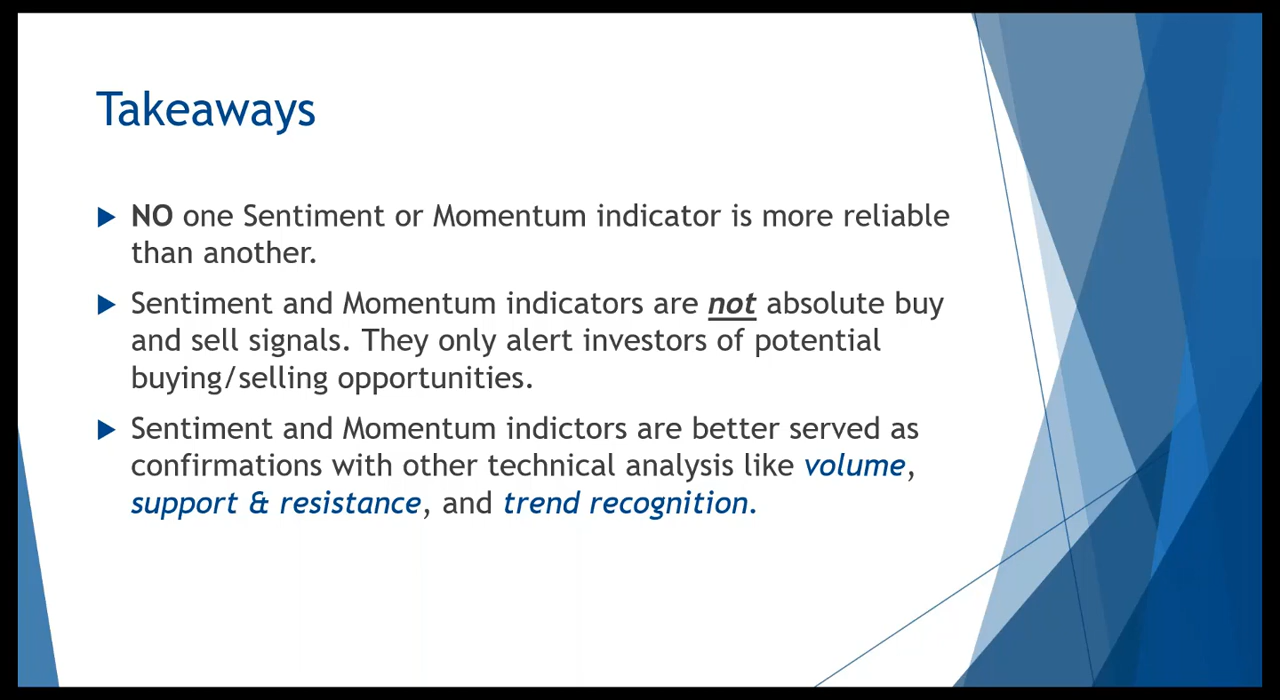 Takeaways
NO one Sentiment or Momentum indicator is more reliable
than another.
Sentiment and Momentum indicators are not absolute buy
and sell signals. They only alert investors of potential
buying/selling opportunities.
Sentiment and Momentum indictors are better served as
confirmations with other technical analysis like volume,
support & resistance, and trend recognition.